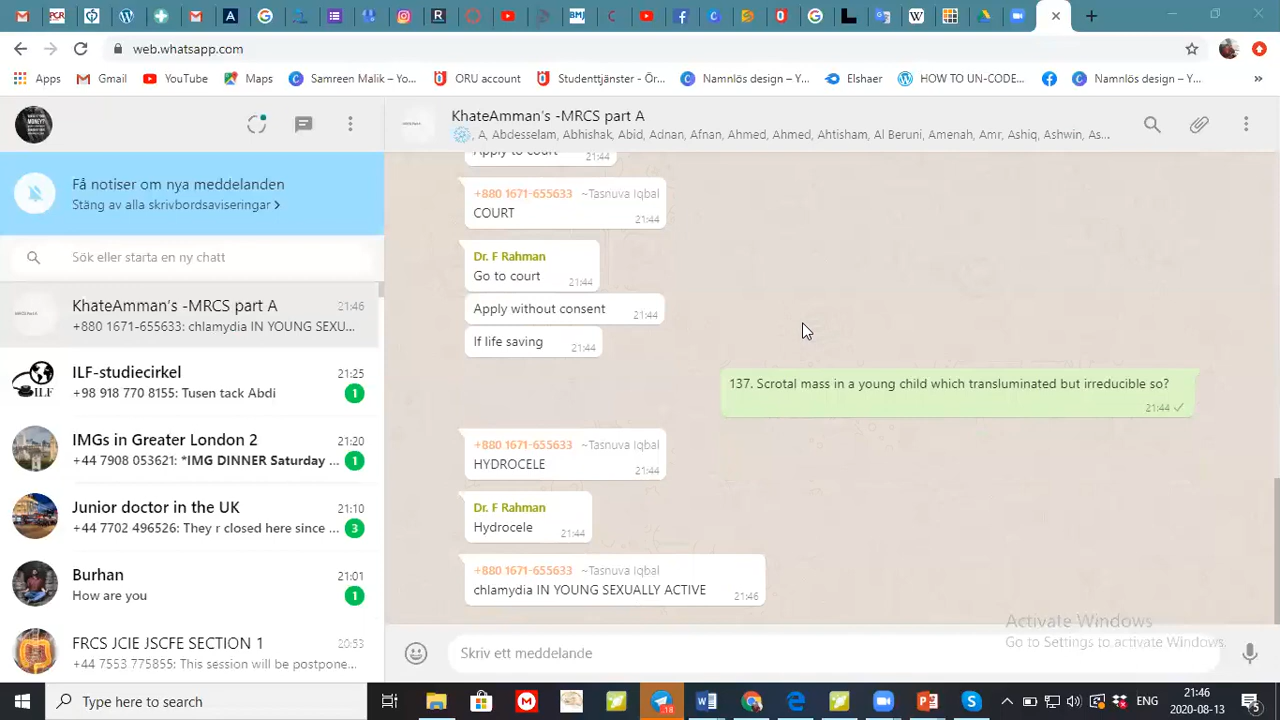 web.whatsapp.com
Apps
Gmail
YouTube
Maps
Samreen Malik – Yo...
ORU account
Studenttjänster - Ör...
Namnlös design – Y...
Elshaer
HOW TO UN-CODE...
Namnlös design – Y...
»
KhateAmman's -MRCS part A
A, Abdesselam, Abhishak, Abid, Adnan, Afnan, Ahmed, Ahmed, Ahtisham, Al Beruni, Amenah, Amr, Ashiq, Ashwin, As...
Få notiser om nya meddelanden
Stäng av alla skrivbordsaviseringar >
Sök eller starta en ny chatt
KhateAmman's -MRCS part A 21:46
+880 1671-655633: chlamydia IN YOUNG SEXU...
ILF-studiecirkel 21:25
+98 918 770 8155: Tusen tack Abdi 1
IMGs in Greater London 2 21:20
+44 7908 053621: *IMG DINNER Saturday ... 1
Junior doctor in the UK 21:10
+44 7702 496526: They r closed here since ... 3
Burhan 21:01
How are you 1
FRCS JCIE JSCFE SECTION 1 20:53
+44 7553 775855: This session will be postpone...
Apply to court 21:44
+880 1671-655633 ~Tasnuva Iqbal
COURT 21:44
Dr. F Rahman
Go to court 21:44
Apply without consent 21:44
If life saving 21:44
137. Scrotal mass in a young child which transluminated but irreducible so?
21:44
+880 1671-655633 ~Tasnuva Iqbal
HYDROCELE 21:44
Dr. F Rahman
Hydrocele 21:44
+880 1671-655633 ~Tasnuva Iqbal
chlamydia IN YOUNG SEXUALLY ACTIVE 21:46
Activate Windows
Go to Settings to activate Windows.
Skriv ett meddelande
Type here to search
18
ENG
21:46
2020-08-13
5